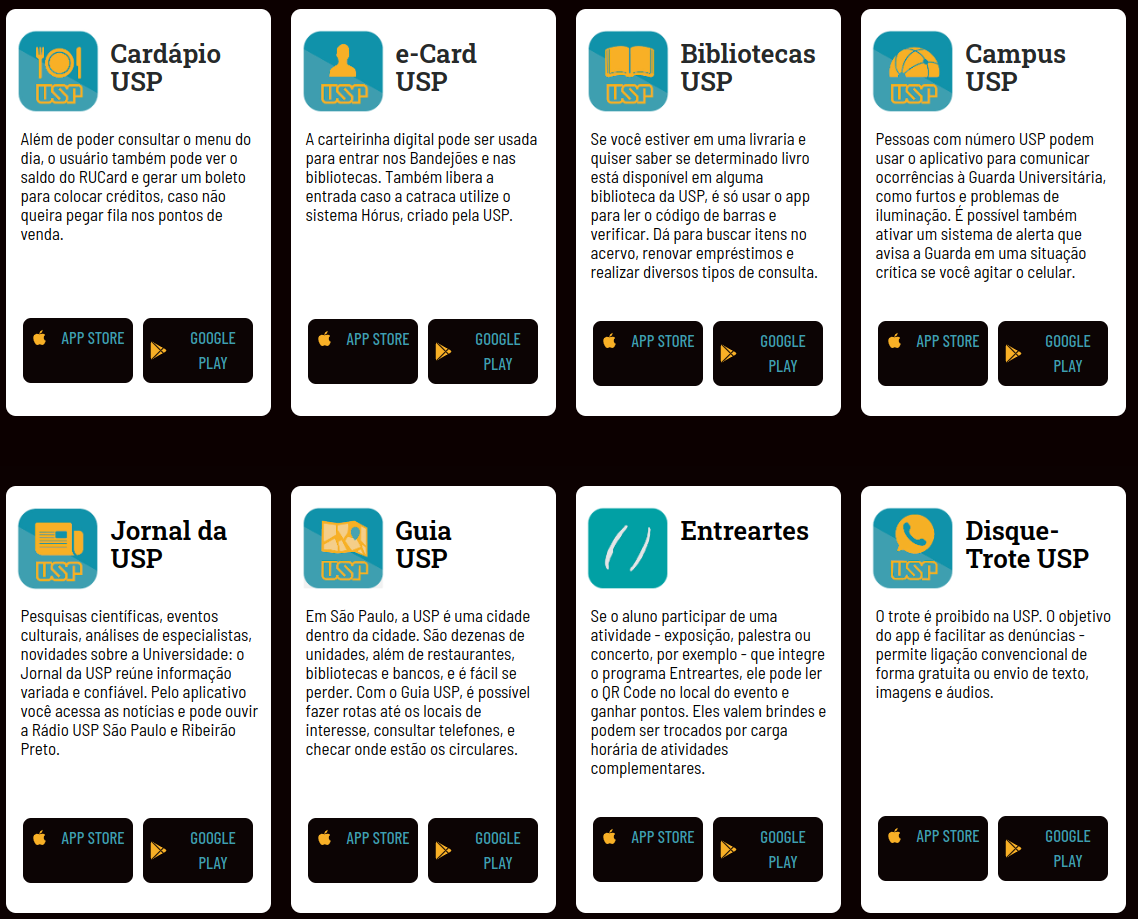 Cardápio
USP
USP
Além de poder consultar o menu do
dia, o usuário também pode ver o
saldo do RUCard e gerar um boleto
para colocar créditos, caso não
queira pegar fila nos pontos de
venda.
APP STORE
GOOGLE
PLAY
e-Card
USP
USP
A carteirinha digital pode ser usada
para entrar nos Bandejões e nas
bibliotecas. Também libera a
entrada caso a catraca utilize o
sistema Hórus, criado pela USP.
APP STORE
GOOGLE
PLAY
Bibliotecas
USP
USP
Se você estiver em uma livraria e
quiser saber se determinado livro
está disponível em alguma
biblioteca da USP, é só usar o app
para ler o código de barras e
verificar. Dá para buscar itens no
acervo, renovar empréstimos e
realizar diversos tipos de consulta.
APP STORE
GOOGLE
PLAY
Campus
USP
USP
Pessoas com número USP podem
usar o aplicativo para comunicar
ocorrências à Guarda Universitária,
como furtos e problemas de
iluminação. É possível também
ativar um sistema de alerta que
avisa a Guarda em uma situação
crítica se você agitar o celular.
APP STORE
GOOGLE
PLAY
Jornal da
USP
USP
Pesquisas científicas, eventos
culturais, análises de especialistas,
novidades sobre a Universidade: o
Jornal da USP reúne informação
variada e confiável. Pelo aplicativo
você acessa as notícias e pode ouvir
a Rádio USP São Paulo e Ribeirão
Preto.
APP STORE
GOOGLE
PLAY
Guia
USP
USP
Em São Paulo, a USP é uma cidade
dentro da cidade. São dezenas de
unidades, além de restaurantes,
bibliotecas e bancos, e é fácil se
perder. Com o Guia USP, é possível
fazer rotas até os locais de
interesse, consultar telefones, e
checar onde estão os circulares.
APP STORE
GOOGLE
PLAY
Entreartes
Se o aluno participar de uma
atividade - exposição, palestra ou
concerto, por exemplo - que integre
o programa Entreartes, ele pode ler
o QR Code no local do evento e
ganhar pontos. Eles valem brindes e
podem ser trocados por carga
horária de atividades
complementares.
APP STORE
GOOGLE
PLAY
Disque-
Trote USP
USP
O trote é proibido na USP. O objetivo
do app é facilitar as denúncias -
permite ligação convencional de
forma gratuita ou envio de texto,
imagens e áudios.
APP STORE
GOOGLE
PLAY